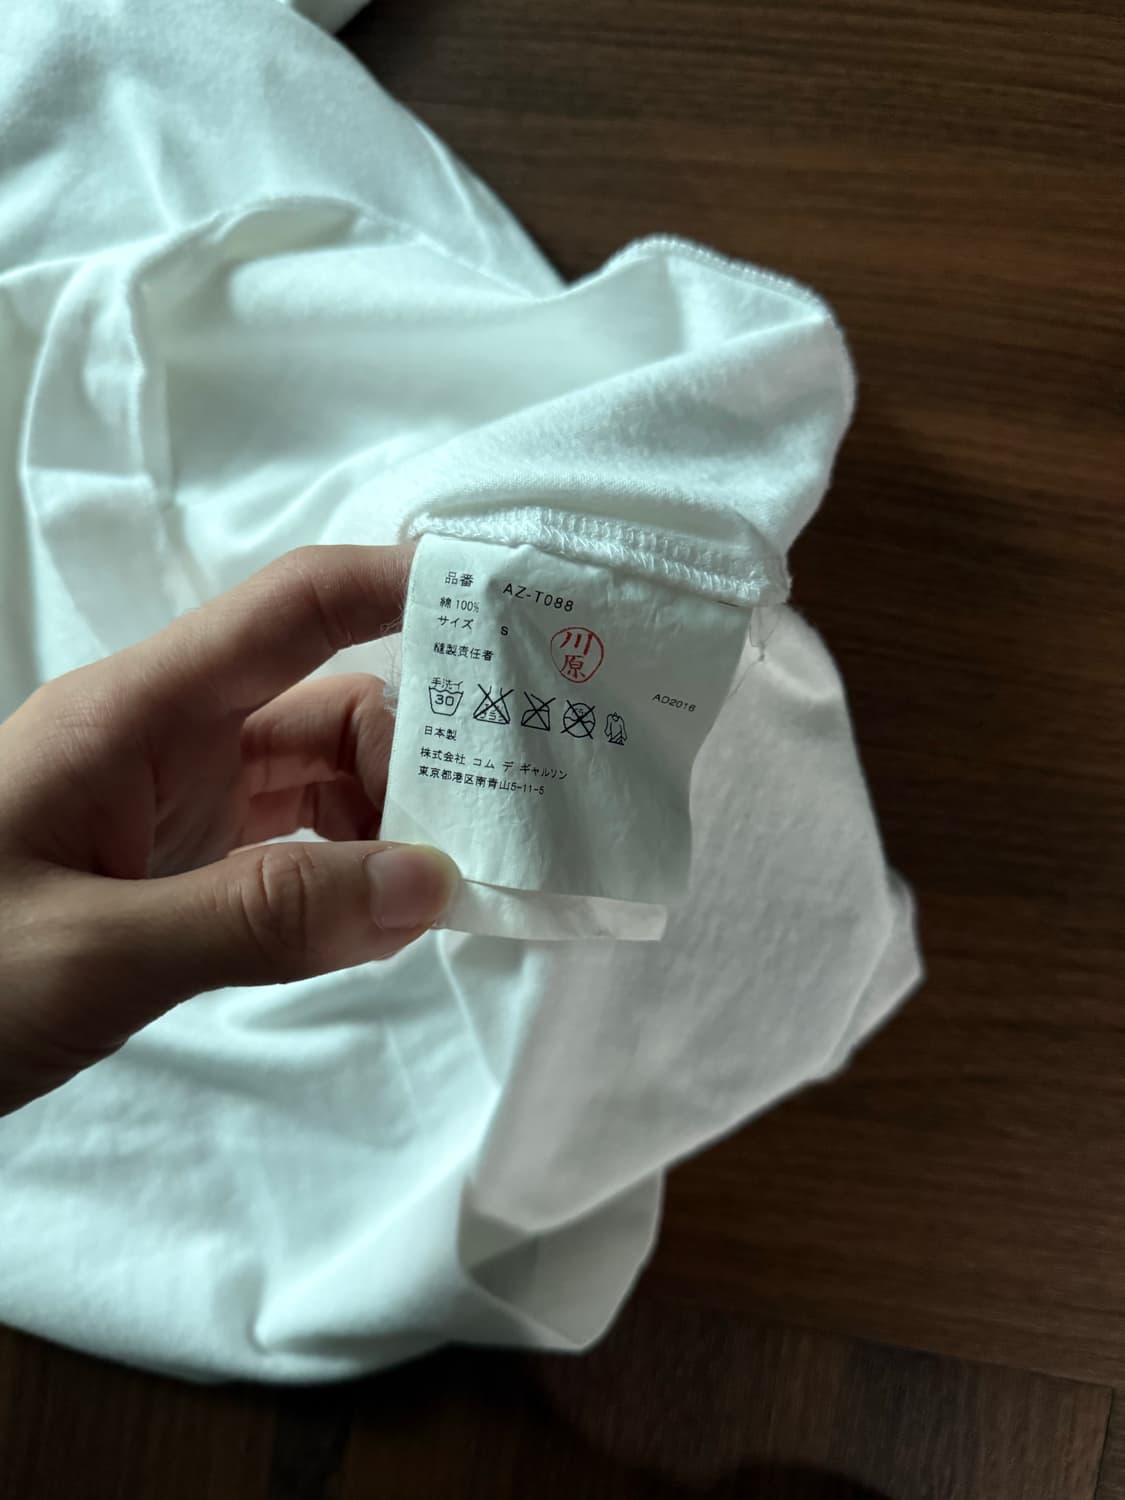 品番 AZ-T088
綿 100%
サイズ S
縫製責任者 川原
手洗イ
30
AD2016
日本製
株式会社 コム デ ギャルソン
東京都港区南青山5-11-5